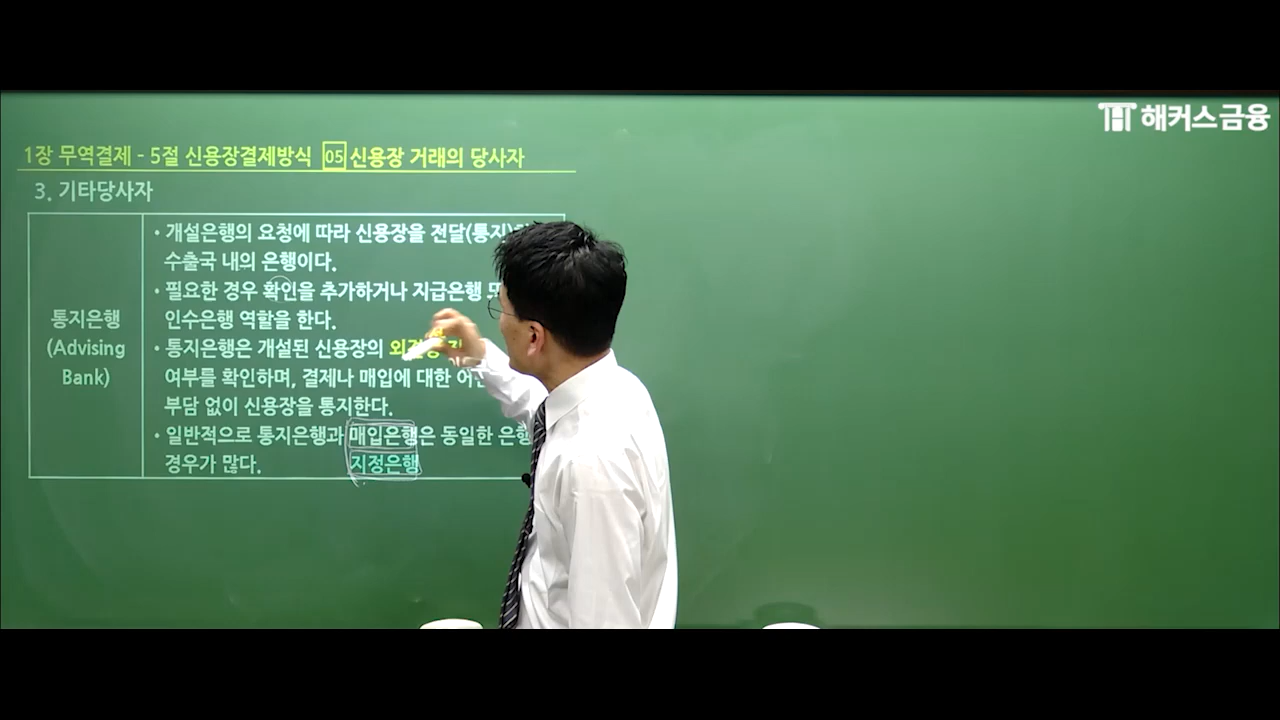 해커스금융
1장 무역결제 - 5절 신용장결제방식 05 신용장 거래의 당사자
3. 기타당사자
통지은행
(Advising
Bank)
• 개설은행의 요청에 따라 신용장을 전달(통지)
수출국 내의 은행이다.
• 필요한 경우 확인을 추가하거나 지급은행
인수은행 역할을 한다.
• 통지은행은 개설된 신용장의
여부를 확인하며, 결제나 매입에 대한
부담 없이 신용장을 통지한다.
• 일반적으로 통지은행과 매입은행은 동일한 은행
경우가 많다. 지정은행